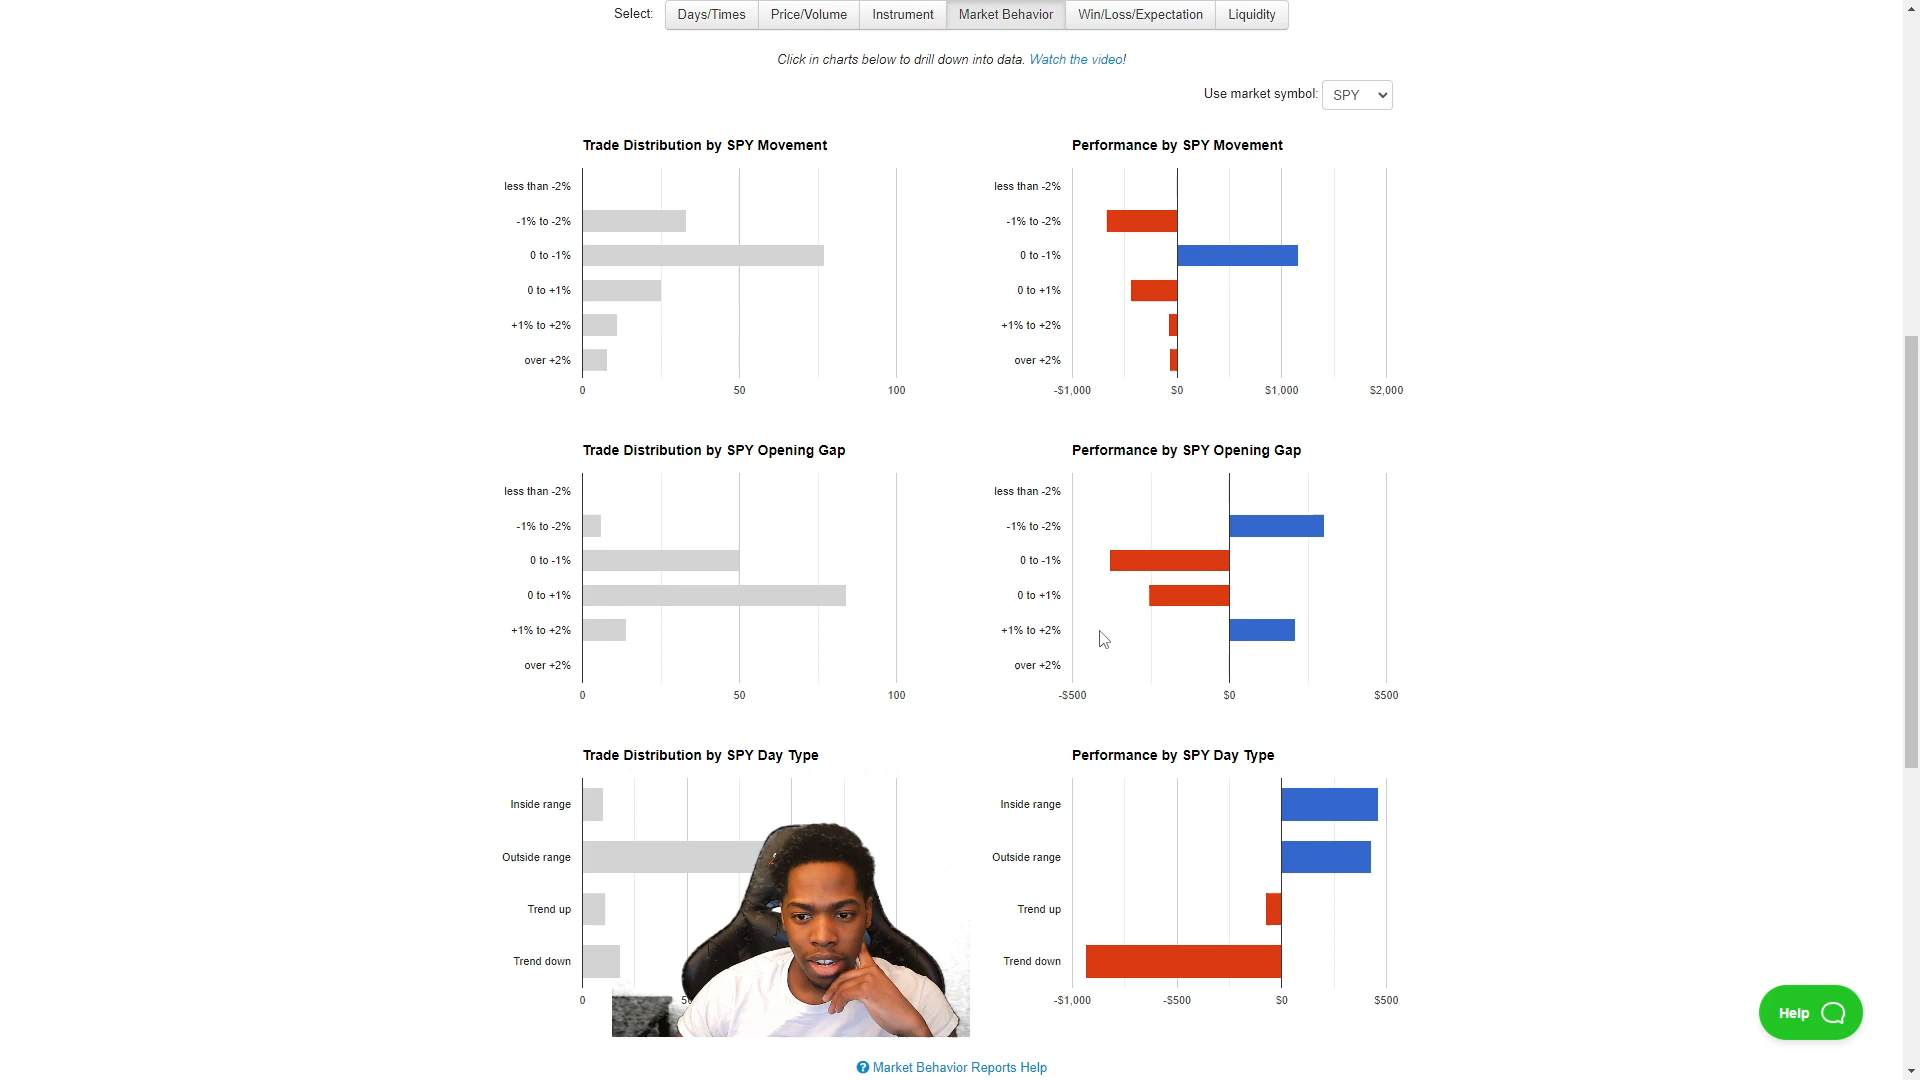 Select: Days/Times Price/Volume Instrument Market Behavior Win/Loss/Expectation Liquidity
Click in charts below to drill down into data. Watch the video!
Use market symbol: SPY
Trade Distribution by SPY Movement
less than -2%
-1% to -2%
0 to -1%
0 to +1%
+1% to +2%
over +2%
0 50 100
Performance by SPY Movement
less than -2%
-1% to -2%
0 to -1%
0 to +1%
+1% to +2%
over +2%
-$1,000 $0 $1,000 $2,000
Trade Distribution by SPY Opening Gap
less than -2%
-1% to -2%
0 to -1%
0 to +1%
+1% to +2%
over +2%
0 50 100
Performance by SPY Opening Gap
less than -2%
-1% to -2%
0 to -1%
0 to +1%
+1% to +2%
over +2%
-$500 $0 $500
Trade Distribution by SPY Day Type
Inside range
Outside range
Trend up
Trend down
0
Performance by SPY Day Type
Inside range
Outside range
Trend up
Trend down
-$1,000 -$500 $0 $500
Help
? Market Behavior Reports Help